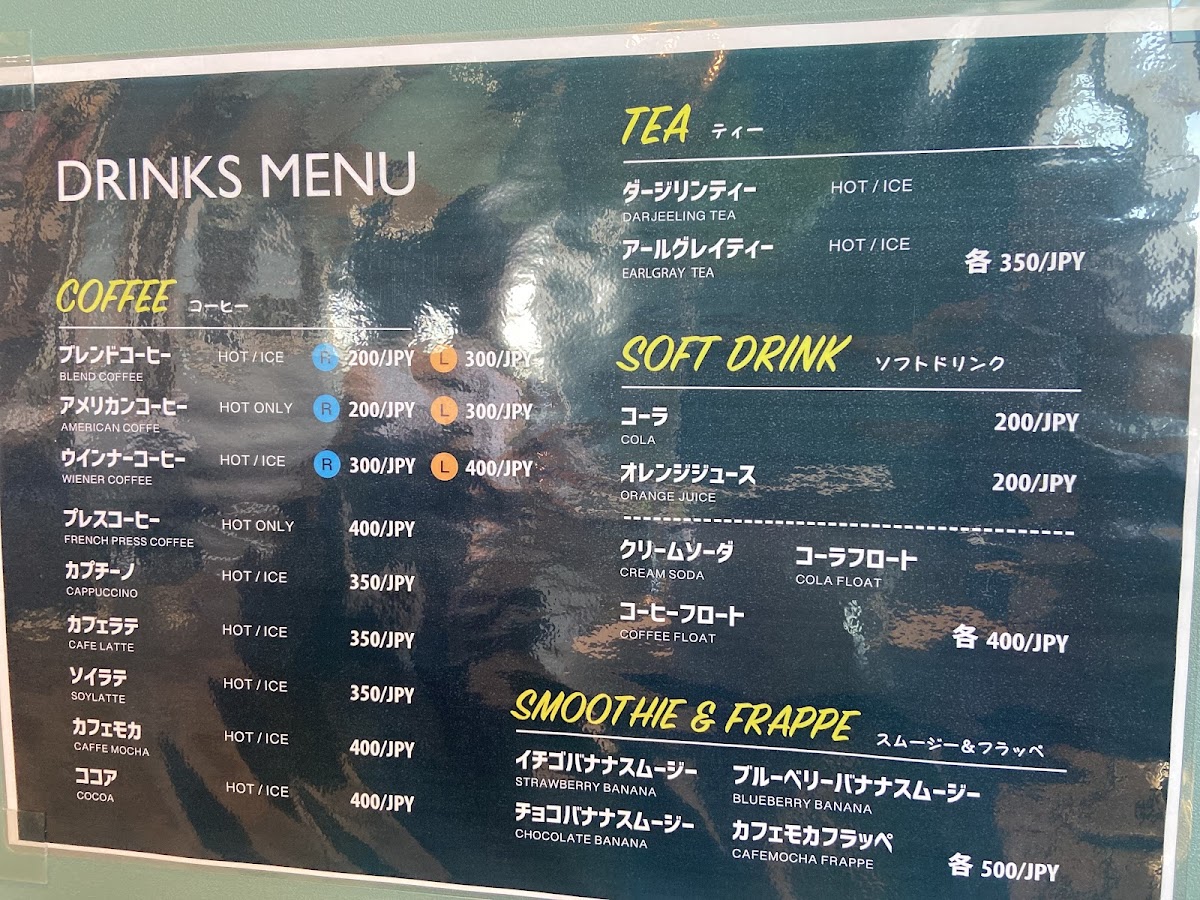 DRINKS MENU
COFFEE コーヒー
ブレンドコーヒー HOT / ICE R 200/JPY L 300/JPY
BLEND COFFEE
アメリカンコーヒー HOT ONLY R 200/JPY L 300/JPY
AMERICAN COFFE
ウインナーコーヒー HOT / ICE R 300/JPY L 400/JPY
WIENER COFFEE
プレスコーヒー HOT ONLY 400/JPY
FRENCH PRESS COFFEE
カプチーノ HOT / ICE 350/JPY
CAPPUCCINO
カフェラテ HOT / ICE 350/JPY
CAFE LATTE
ソイラテ HOT / ICE 350/JPY
SOYLATTE
カフェモカ HOT / ICE 400/JPY
CAFFE MOCHA
ココア HOT / ICE 400/JPY
COCOA
TEA ティー
ダージリンティー HOT / ICE
DARJEELING TEA
アールグレイティー HOT / ICE
EARLGRAY TEA
各 350/JPY
SOFT DRINK ソフトドリンク
コーラ 200/JPY
COLA
オレンジジュース 200/JPY
ORANGE JUICE
クリームソーダ コーラフロート
CREAM SODA COLA FLOAT
コーヒーフロート
COFFEE FLOAT
各 400/JPY
SMOOTHIE & FRAPPE スムージー&フラッペ
イチゴバナナスムージー ブルーベリーバナナスムージー
STRAWBERRY BANANA BLUEBERRY BANANA
チョコバナナスムージー カフェモカフラッペ
CHOCOLATE BANANA CAFEMOCHA FRAPPE
各 500/JPY